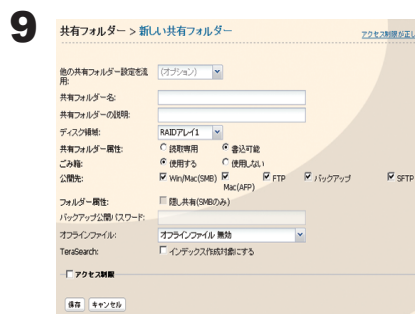 9
共有フォルダー > 新しい共有フォルダー
アクセス制限が正し
他の共有フォルダー設定を流用:
(オプション)
共有フォルダー名:
共有フォルダーの説明:
ディスク領域: RAIDアレイ1
共有フォルダー属性: 読取専用 書込可能
ごみ箱: 使用する 使用しない
公開先: Win/Mac(SMB) Mac(AFP) FTP バックアップ SFTP
フォルダー属性: 隠し共有(SMBのみ)
バックアップ公開パスワード:
オフラインファイル: オフラインファイル 無効
TeraSearch: インデックス作成対象にする
アクセス制限
保存 キャンセル